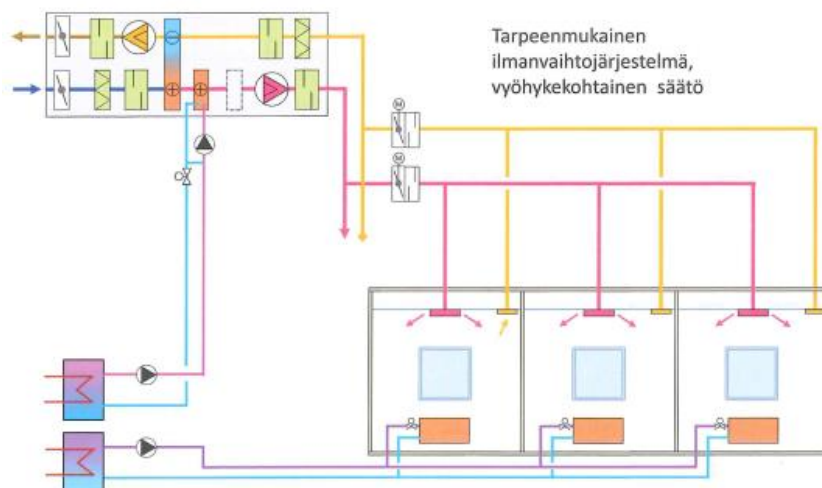 Tarpeenmukainen
ilmanvaihtojärjestelmä,
vyöhykekohtainen säätö
M
M